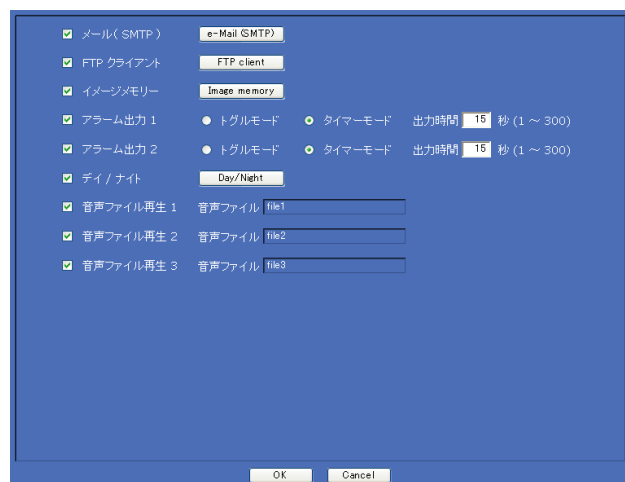 メール( SMTP ) e-Mail (SMTP)
FTP クライアント FTP client
イメージメモリー Image memory
アラーム出力 1 トグルモード タイマーモード 出力時間 15 秒 (1 ～ 300)
アラーム出力 2 トグルモード タイマーモード 出力時間 15 秒 (1 ～ 300)
デイ / ナイト Day/Night
音声ファイル再生 1 音声ファイル file1
音声ファイル再生 2 音声ファイル file2
音声ファイル再生 3 音声ファイル file3
OK Cancel